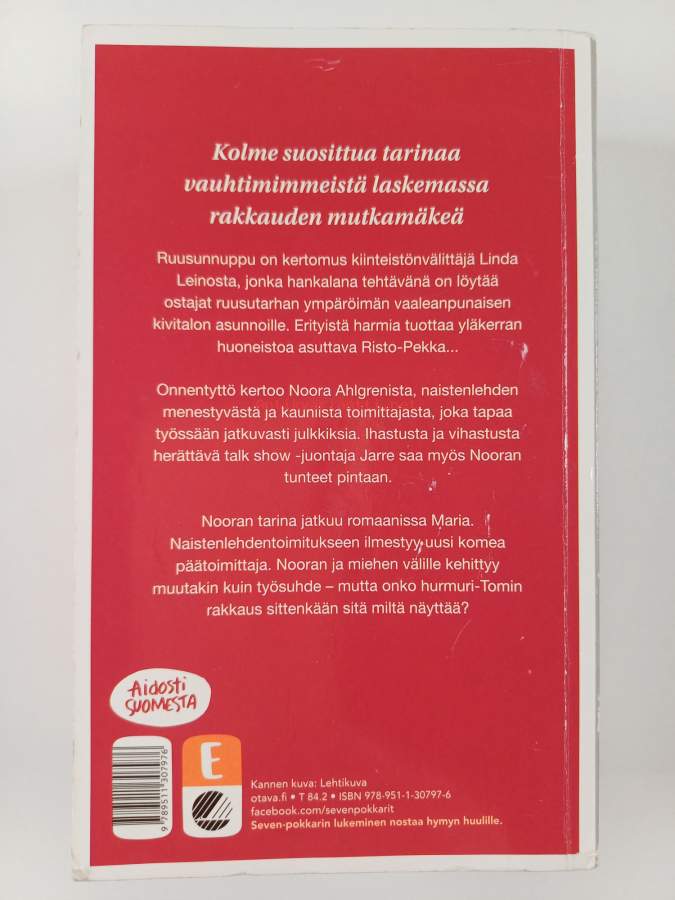 Kolme suosittua tarinaa
vauhtimimmeistä laskemassa
rakkauden mutkamäkeä
Ruusunnuppu on kertomus kiinteistönvälittäjä Linda
Leinosta, jonka hankalana tehtävänä on löytää
ostajat ruusutarhan ympäröimän vaaleanpunaisen
kivitalon asunnoille. Erityistä harmia tuottaa yläkerran
huoneistoa asuttava Risto-Pekka...
Onnentyttö kertoo Noora Ahlgrenista, naistenlehden
menestyvästä ja kauniista toimittajasta, joka tapaa
työssään jatkuvasti julkkiksia. Ihastusta ja vihastusta
herättävä talk show -juontaja Jarre saa myös Nooran
tunteet pintaan.
Nooran tarina jatkuu romaanissa Maria.
Naistenlehdentoimitukseen ilmestyy uusi komea
päätoimittaja. Nooran ja miehen välille kehittyy
muutakin kuin työsuhde – mutta onko hurmuri-Tomin
rakkaus sittenkään sitä miltä näyttää?
Aidosti
SUOMESTA
9 789511 307976
E
Kannen kuva: Lehtikuva
otava.fi • T 84.2 • ISBN 978-951-1-30797-6
facebook.com/sevenpokkarit
Seven-pokkarin lukeminen nostaa hymyn huulille.